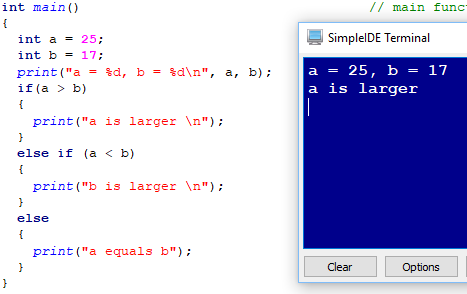 int main()                                    // main func
{
  int a = 25;
  int b = 17;
  print("a = %d, b = %d\n", a, b);
  if(a > b)
  {
    print("a is larger \n");
  }
  else if (a < b)
  {
    print("b is larger \n");
  }
  else
  {
    print("a equals b");
  }
}
SimpleIDE Terminal
a = 25, b = 17
a is larger
Clear
Options